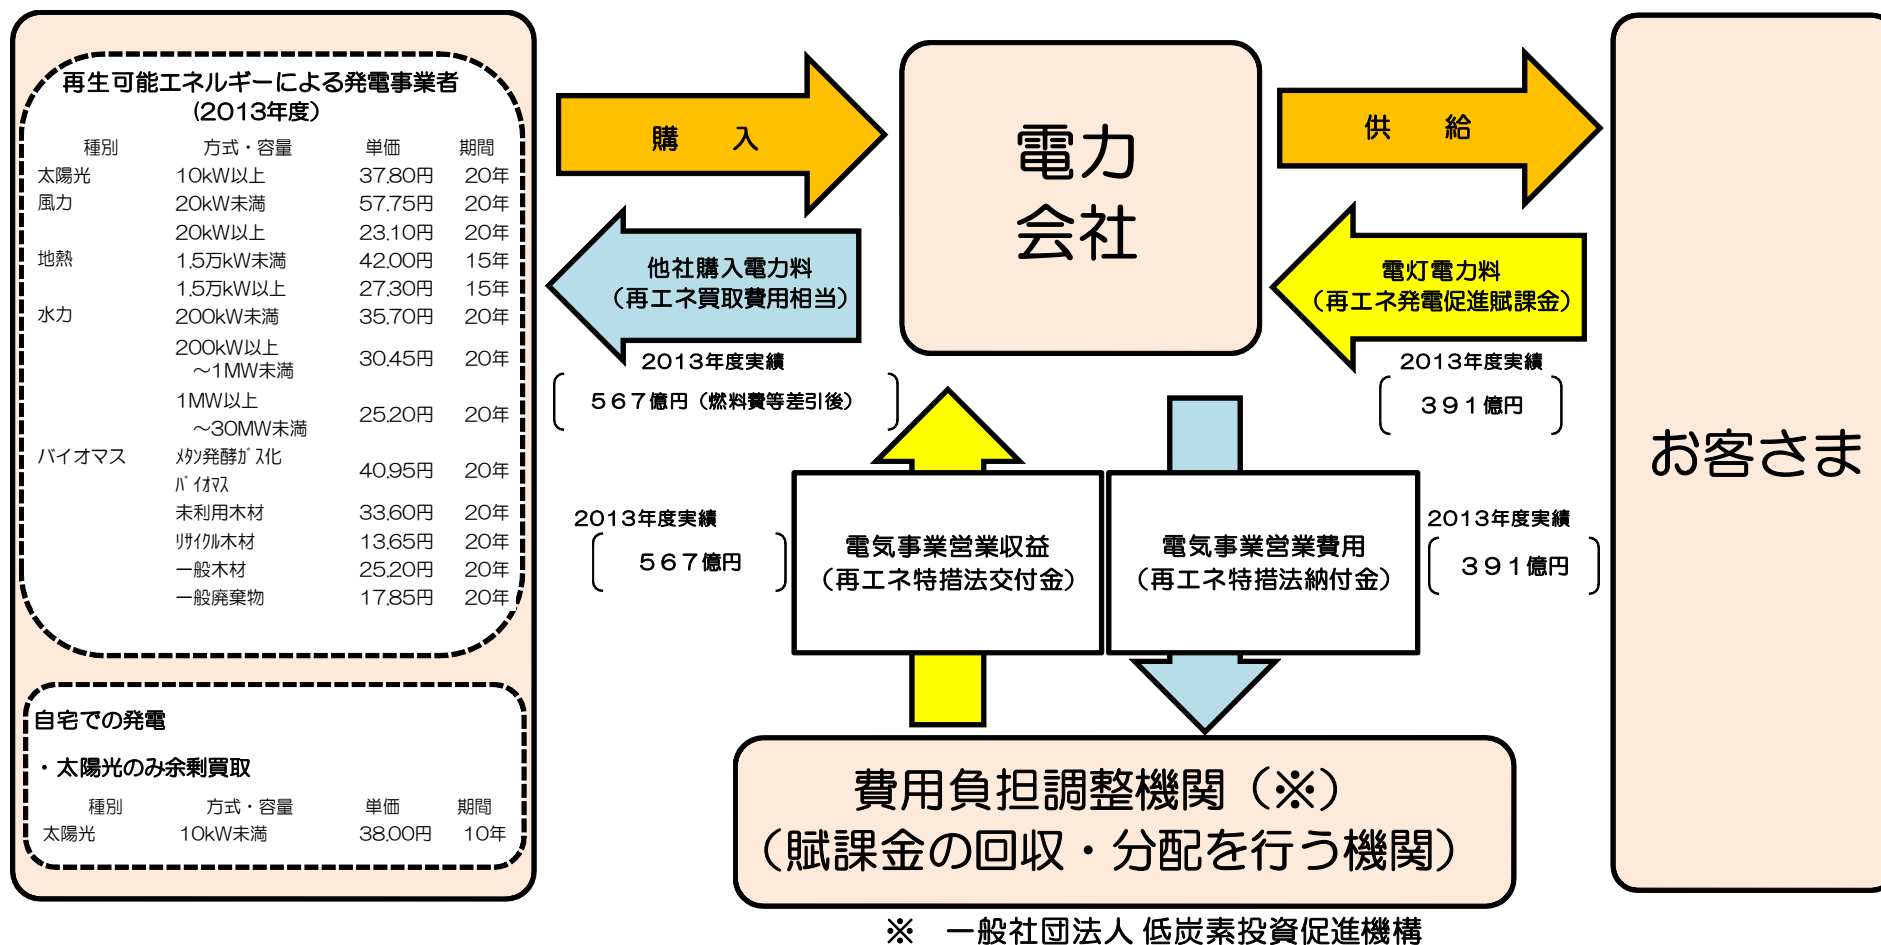 再生可能エネルギーによる発電事業者
(2013年度)
種別 方式・容量 単価 期間
太陽光 10kW以上 37.80円 20年
風力 20kW未満 57.75円 20年
20kW以上 23.10円 20年
地熱 1.5万kW未満 42.00円 15年
1.5万kW以上 27.30円 15年
水力 200kW未満 35.70円 20年
200kW以上
～1MW未満 30.45円 20年
1MW以上
～30MW未満 25.20円 20年
バイオマス ﾒﾀﾝ発酵ｶﾞｽ化
ﾊﾞｲｵﾏｽ 40.95円 20年
未利用木材 33.60円 20年
ﾘｻｲｸﾙ木材 13.65円 20年
一般木材 25.20円 20年
一般廃棄物 17.85円 20年
自宅での発電
・太陽光のみ余剰買取
種別 方式・容量 単価 期間
太陽光 10kW未満 38.00円 10年
購　入
他社購入電力料
（再エネ買取費用相当）
2013年度実績
５６７億円（燃料費等差引後）
電力
会社
供　給
電灯電力料
（再エネ発電促進賦課金）
2013年度実績
３９１億円
お客さま
2013年度実績
５６７億円
電気事業営業収益
（再エネ特措法交付金）
電気事業営業費用
（再エネ特措法納付金）
2013年度実績
３９１億円
費用負担調整機関（※）
（賦課金の回収・分配を行う機関）
※　一般社団法人 低炭素投資促進機構